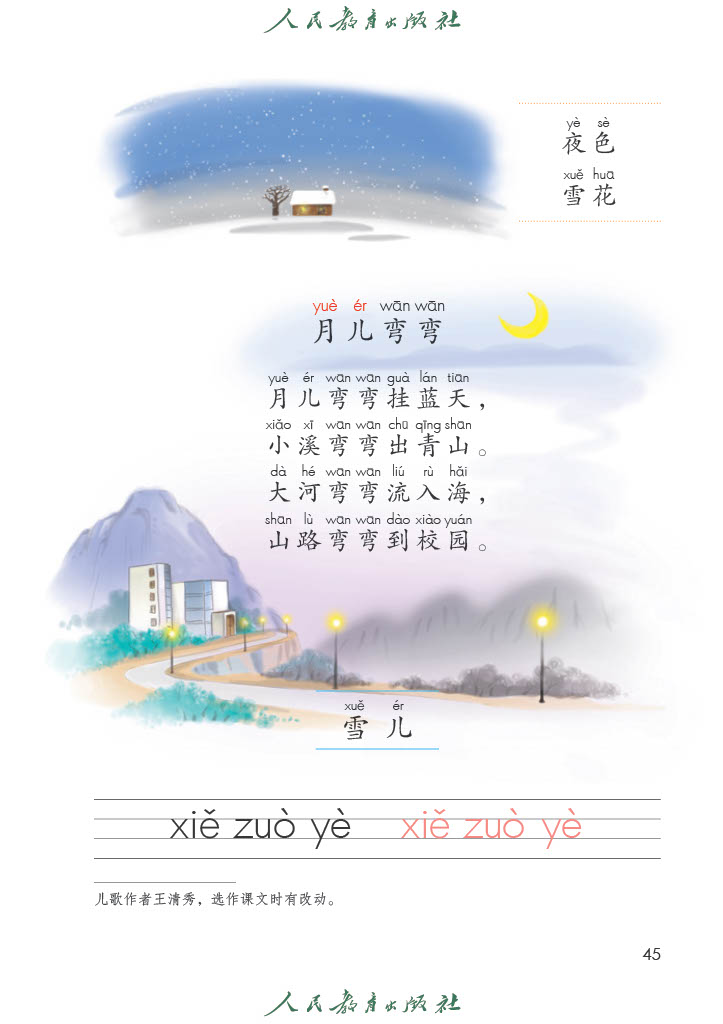 人民教育出版社
yè sè
夜色
xuě huā
雪花
yuè ér wān wān
月儿弯弯
yuè ér wān wān guà lán tiān
月儿弯弯挂蓝天，
xiǎo xī wān wān chū qīng shān
小溪弯弯出青山。
dà hé wān wān liú rù hǎi
大河弯弯流入海，
shān lù wān wān dào xiào yuán
山路弯弯到校园。
xuě ér
雪儿
xiě zuò yè xiě zuò yè
儿歌作者王清秀，选作课文时有改动。
45
人民教育出版社